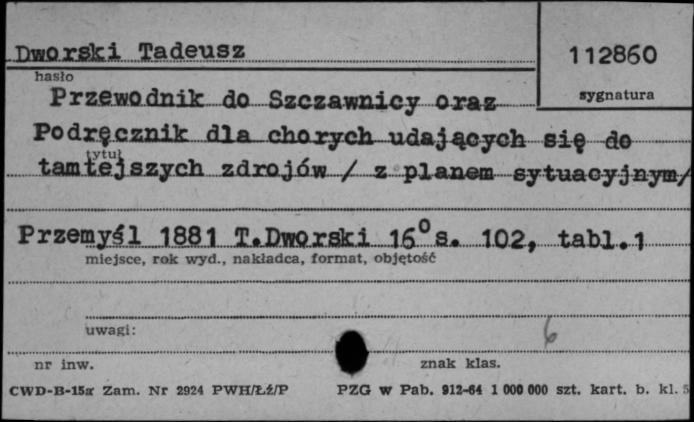 Dworski Tadeusz
112860
hasło
sygnatura
Przewodnik do Szczawnicy oraz
Podręcznik dla chorych udających się do
tytuł
tamtejszych zdrojów / z planem sytuacyjnym/
Przemyśl 1881 T.Dworski 16° s. 102, tabl.1
miejsce, rok wyd., nakładca, format, objętość
uwagi:
6
nr inw.
znak klas.
CWD-B-15a Zam. Nr 2924 PWH/Łź/P
PZG w Pab. 912-64 1 000 000 szt. kart. b. kl. 5